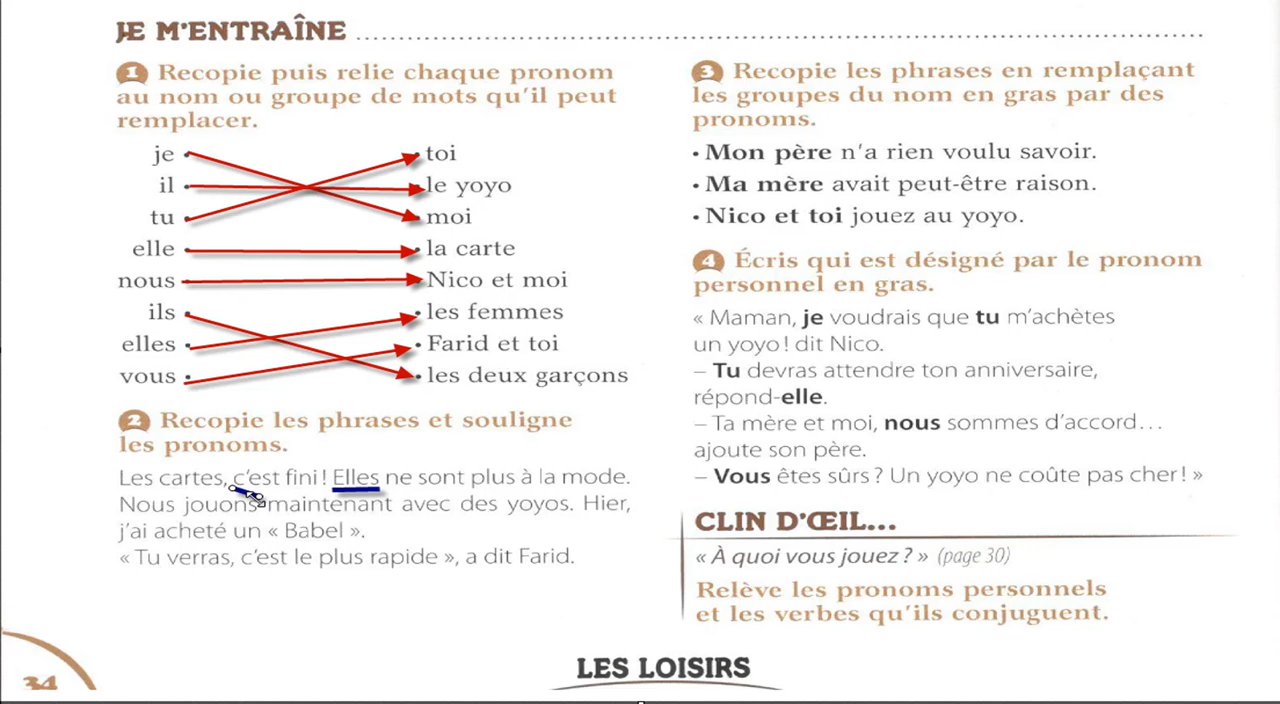 JE M'ENTRAÎNE
1 Recopie puis relie chaque pronom
au nom ou groupe de mots qu'il peut
remplacer.
je • • toi
il • • le yoyo
tu • • moi
elle • • la carte
nous • • Nico et moi
ils • • les femmes
elles • • Farid et toi
vous • • les deux garçons
2 Recopie les phrases et souligne
les pronoms.
Les cartes, c'est fini ! Elles ne sont plus à la mode.
Nous jouons maintenant avec des yoyos. Hier,
j'ai acheté un « Babel ».
« Tu verras, c'est le plus rapide », a dit Farid.
3 Recopie les phrases en remplaçant
les groupes du nom en gras par des
pronoms.
• Mon père n'a rien voulu savoir.
• Ma mère avait peut-être raison.
• Nico et toi jouez au yoyo.
4 Écris qui est désigné par le pronom
personnel en gras.
« Maman, je voudrais que tu m'achètes
un yoyo ! dit Nico.
– Tu devras attendre ton anniversaire,
répond-elle.
– Ta mère et moi, nous sommes d'accord...
ajoute son père.
– Vous êtes sûrs ? Un yoyo ne coûte pas cher ! »
CLIN D'ŒIL...
« À quoi vous jouez ? » (page 30)
Relève les pronoms personnels
et les verbes qu'ils conjuguent.
34
LES LOISIRS